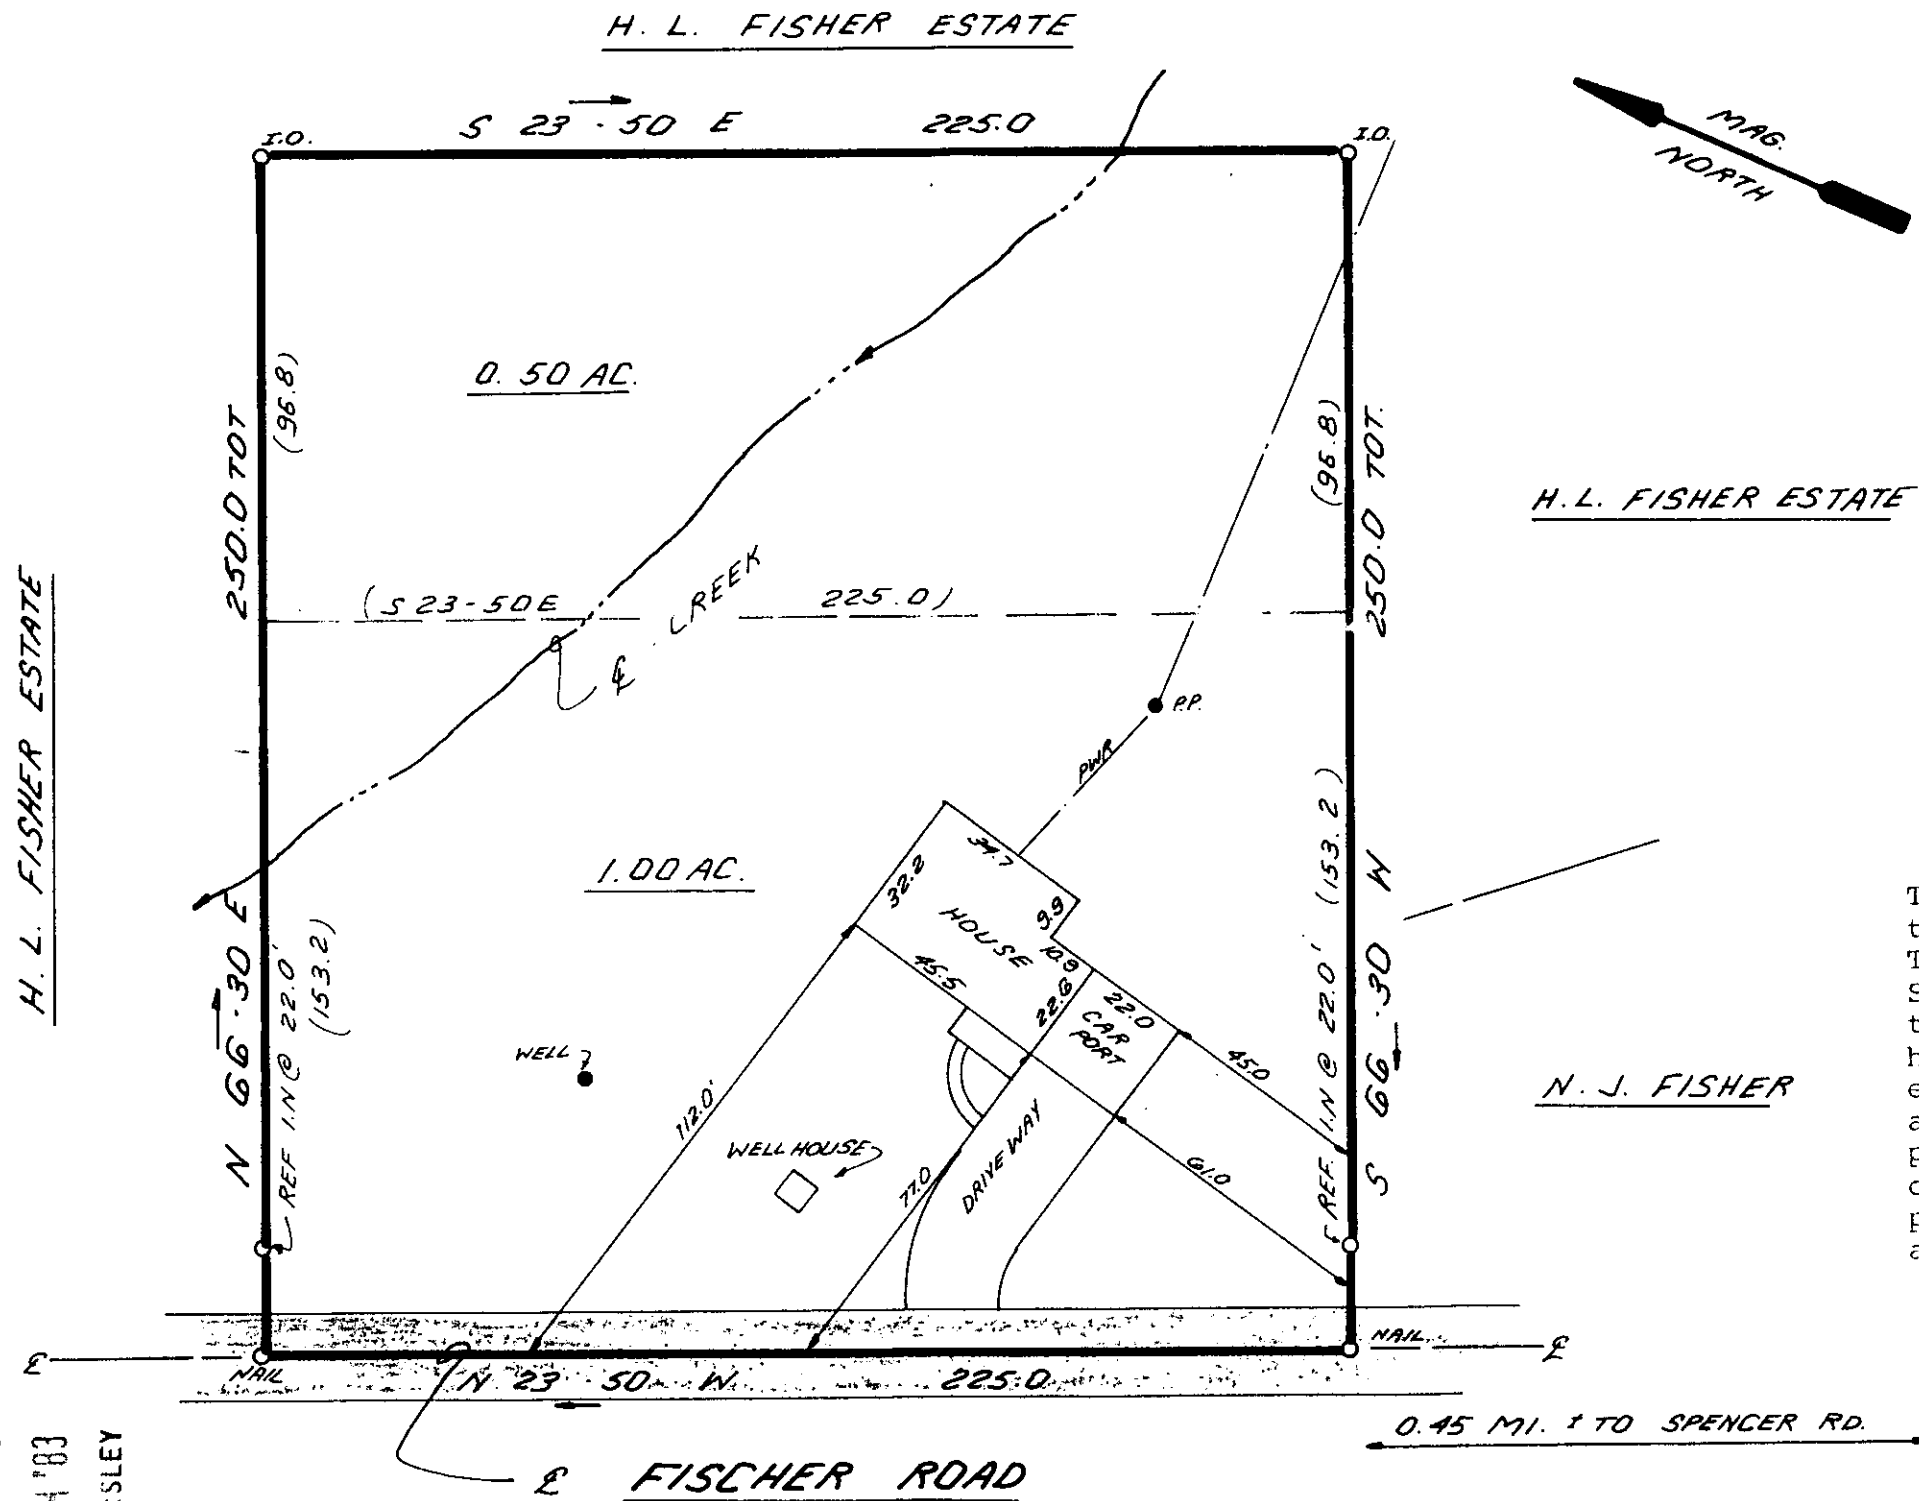 H. L. FISHER ESTATE
S 23-50 E 225.0
I.O.
I.O.
MAG.
NORTH
0.50 AC.
(96.8)
250.0 TOT
(96.8)
250.0 TOT.
H.L. FISHER ESTATE
(S 23-50E 225.0)
CREEK
℄
P.P.
PWR
H. L. FISHER ESTATE
1.00 AC.
34.7
32.2
9.9
HOUSE
10.9
45.5
22.6
22.0
CAR
PORT
45.0
(153.2)
N 66-30 E
REF I.N @ 22.0'
(153.2)
S 66-30 W
REF. I.N @ 22.0'
N. J. FISHER
WELL
112.0'
WELL HOUSE
77.0
DRIVEWAY
61.0
℄
NAIL
N 23 50 W 225.0
NAIL
℄
0.45 MI. ± TO SPENCER RD.
℄ FISCHER ROAD
'83
SLEY